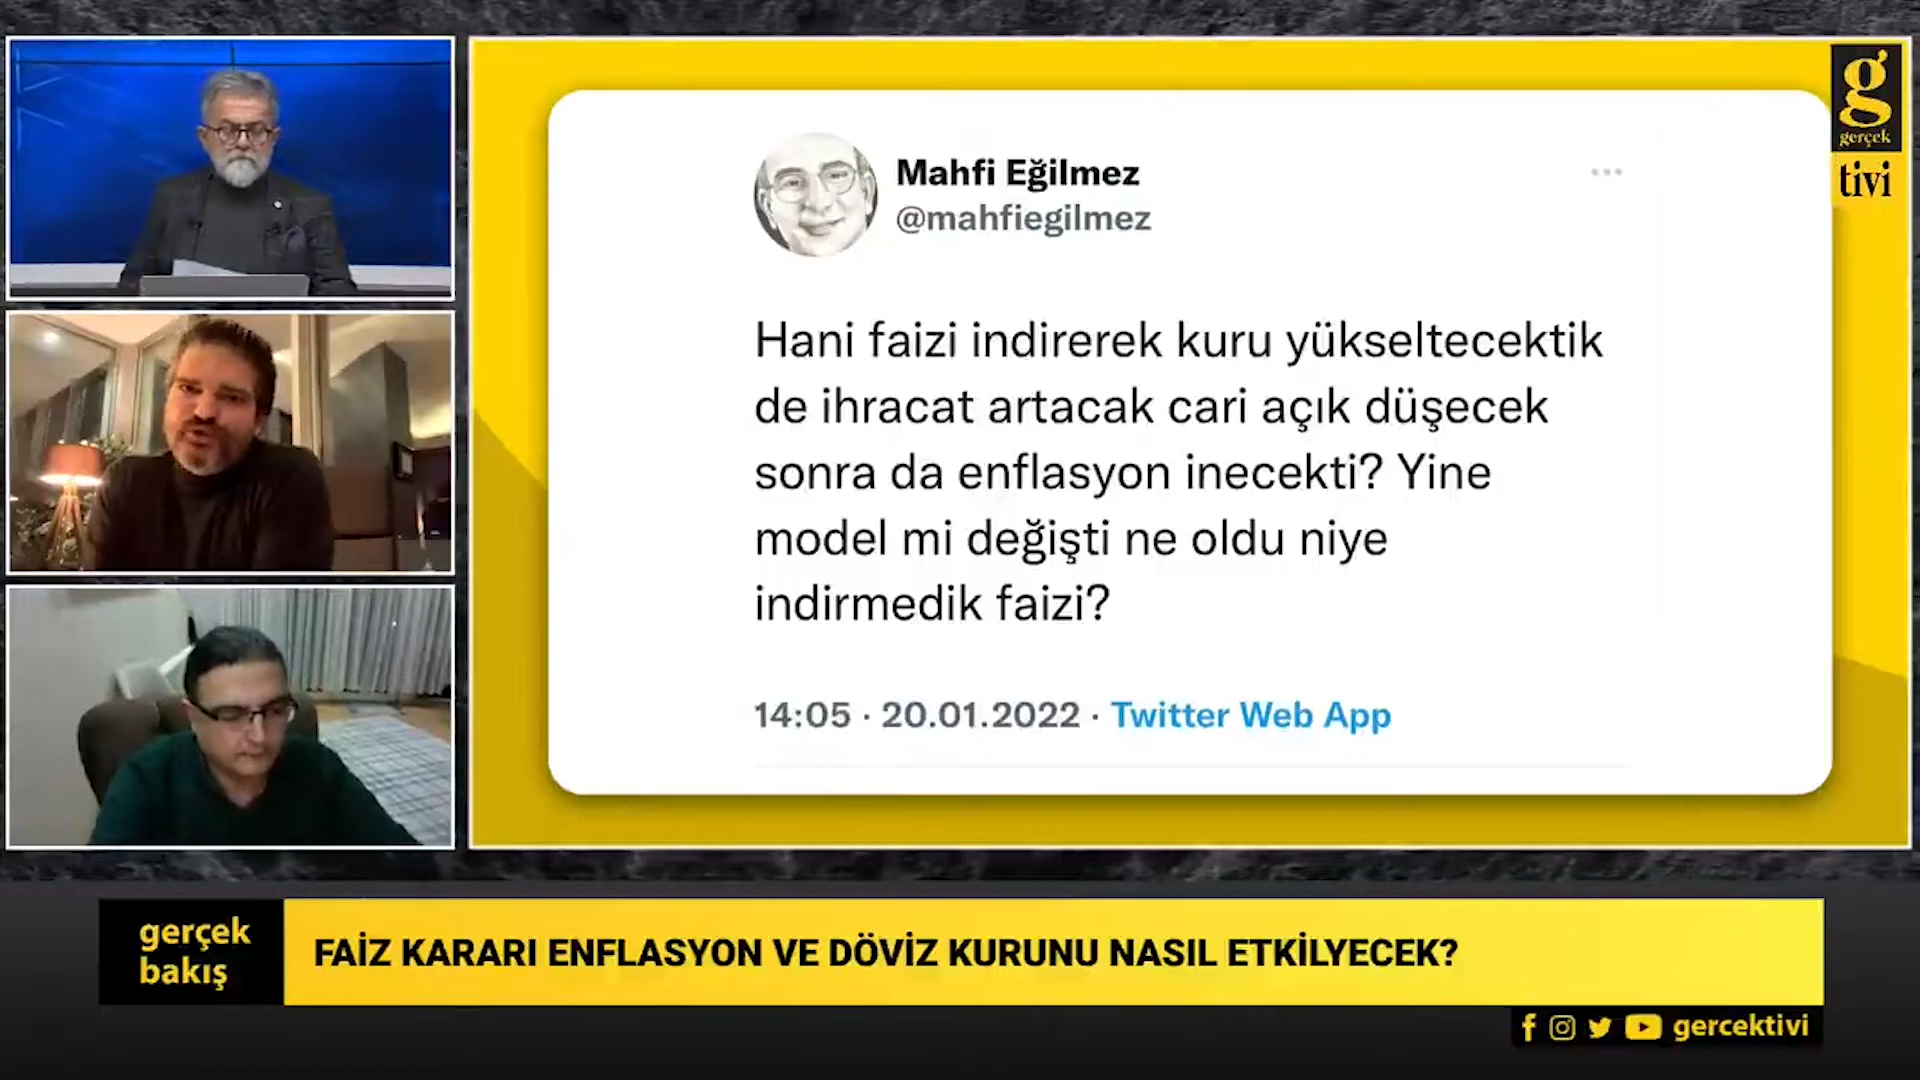 g
gerçek
tivi
Mahfi Eğilmez
@mahfiegilmez
Hani faizi indirerek kuru yükseltecektik
de ihracat artacak cari açık düşecek
sonra da enflasyon inecekti? Yine
model mi değişti ne oldu niye
indirmedik faizi?
14:05 · 20.01.2022 · Twitter Web App
gerçek
bakış
FAİZ KARARI ENFLASYON VE DÖVİZ KURUNU NASIL ETKİLYECEK?
gercektivi